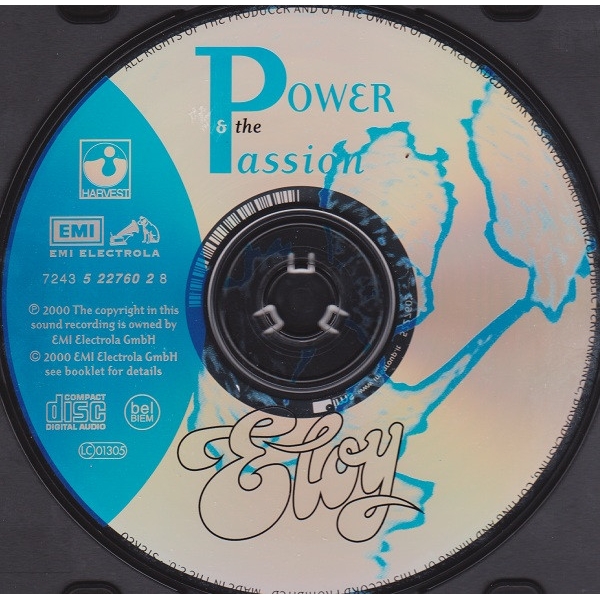 ALL RIGHTS OF THE PRODUCER AND OF THE OWNER OF THE RECORDED WORK RESERVED
POWER
& the
Passion
HARVEST
EMI
EMI ELECTROLA
7243 5 22760 2 8
℗ 2000 The copyright in this
sound recording is owned by
EMI Electrola GmbH
© 2000 EMI Electrola GmbH
see booklet for details
COMPACT
disc
DIGITAL AUDIO
bel
BIEM
LC 01305
Eloy